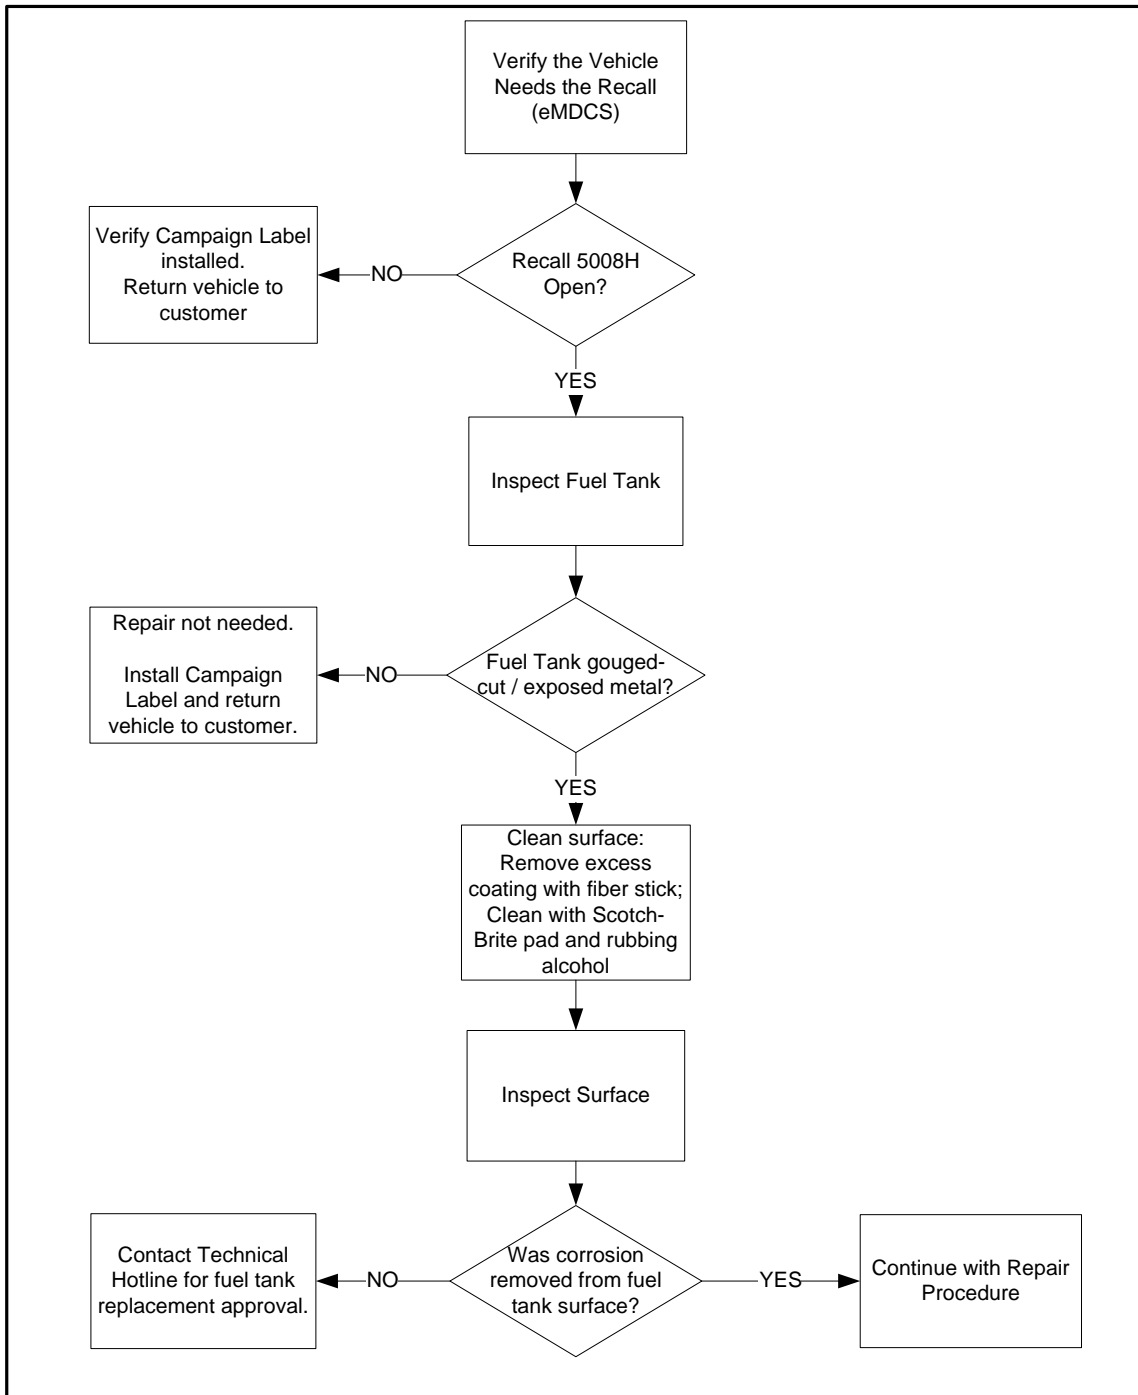 Verify the Vehicle
Needs the Recall
(eMDCS)
Recall 5008H
Open?
NO
Verify Campaign Label
installed.
Return vehicle to
customer
YES
Inspect Fuel Tank
Fuel Tank gouged-
cut / exposed metal?
NO
Repair not needed.
Install Campaign
Label and return
vehicle to customer.
YES
Clean surface:
Remove excess
coating with fiber stick;
Clean with Scotch-
Brite pad and rubbing
alcohol
Inspect Surface
Was corrosion
removed from fuel
tank surface?
NO
Contact Technical
Hotline for fuel tank
replacement approval.
YES
Continue with Repair
Procedure